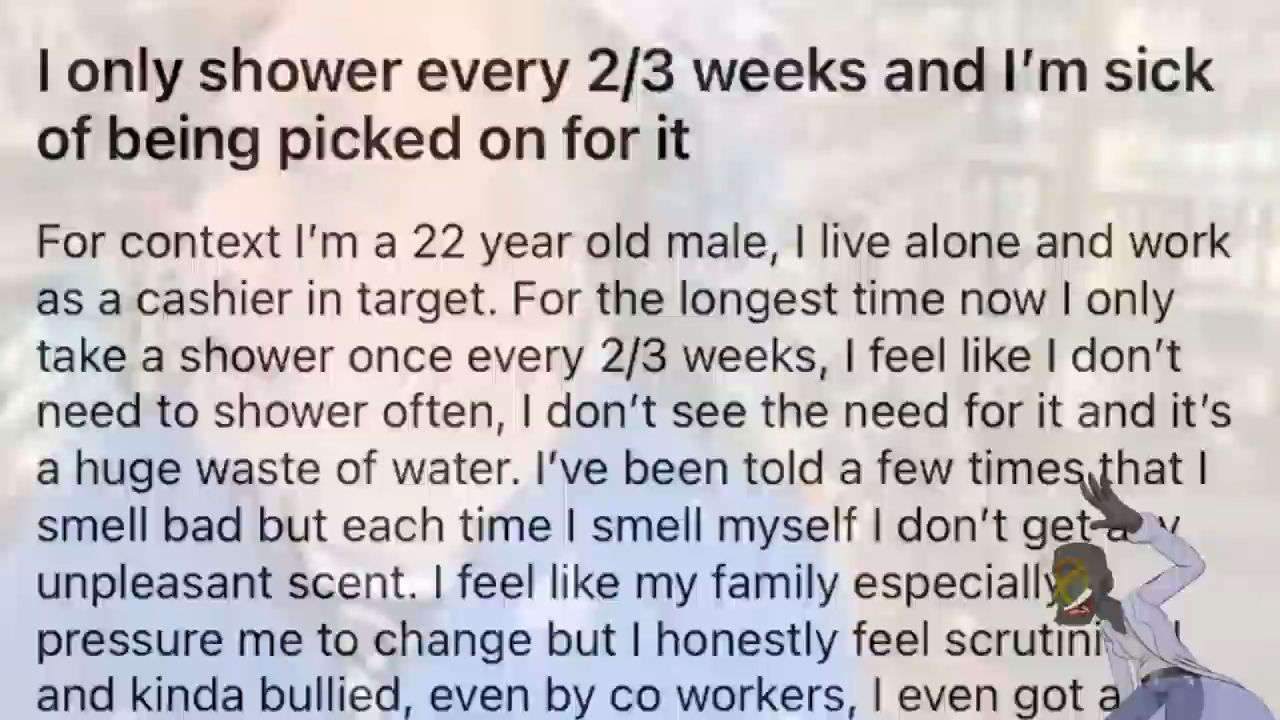 I only shower every 2/3 weeks and I'm sick
of being picked on for it
For context I'm a 22 year old male, I live alone and work
as a cashier in target. For the longest time now I only
take a shower once every 2/3 weeks, I feel like I don't
need to shower often, I don't see the need for it and it's
a huge waste of water. I've been told a few times that I
smell bad but each time I smell myself I don't get
unpleasant scent. I feel like my family especially
pressure me to change but I honestly feel
and kinda bullied, even by co workers, I even got a